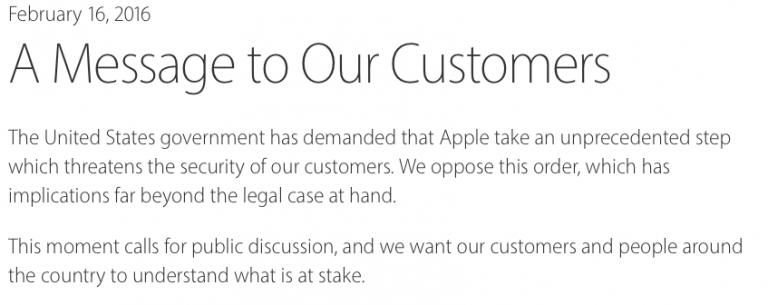 February 16, 2016
A Message to Our Customers
The United States government has demanded that Apple take an unprecedented step
which threatens the security of our customers. We oppose this order, which has
implications far beyond the legal case at hand.
This moment calls for public discussion, and we want our customers and people around
the country to understand what is at stake.